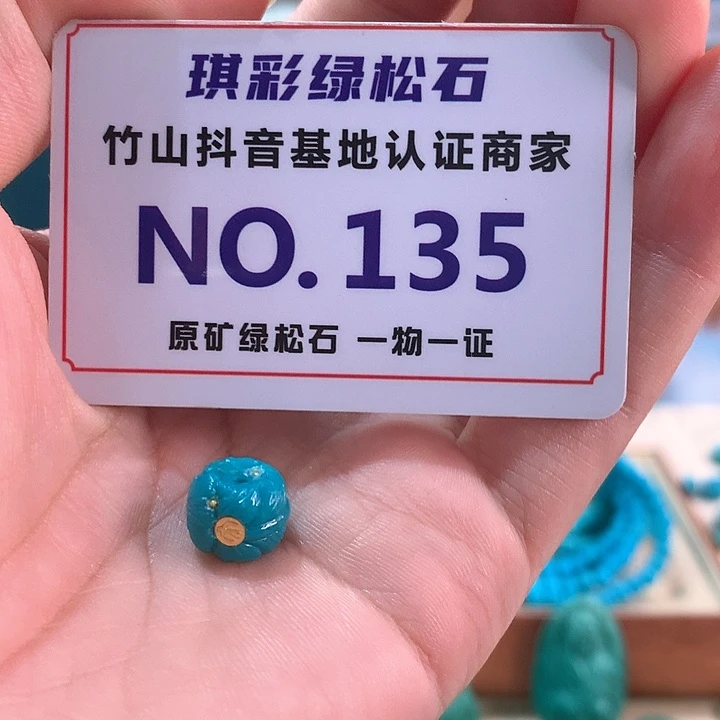 琪彩绿松石
竹山抖音基地认证商家
NO.135
原矿绿松石 一物一证